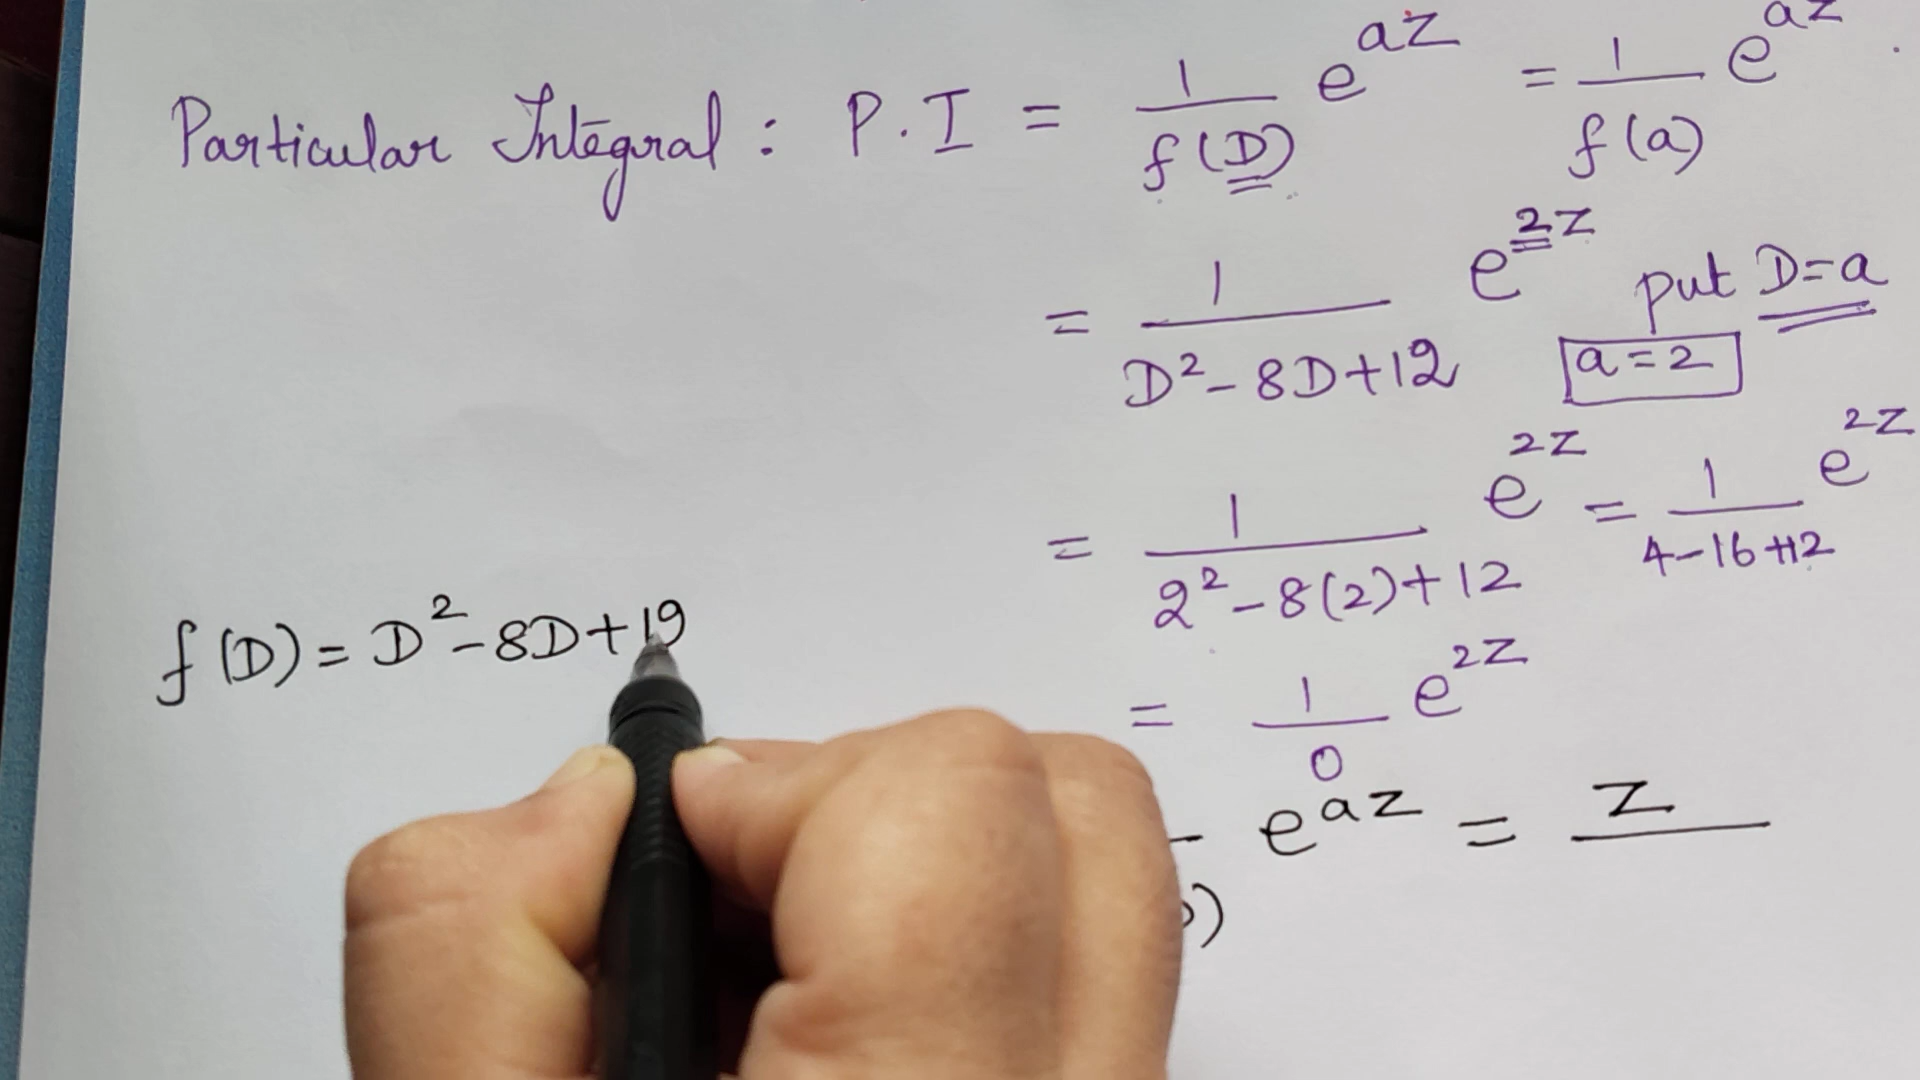 Particular Integral : P.I = 1/f(D) e^az = 1/f(a) e^az.
= 1/D²-8D+12 e^2z put D=a
a=2
= 1/2²-8(2)+12 e^2z = 1/4-16+12 e^2z
f(D) = D²-8D+1
= 1/0 e^2z
e^az = z
)